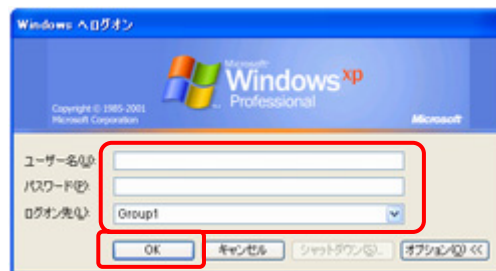 Windows へログオン
Microsoft
Windows xp
Professional
Copyright © 1985-2001
Microsoft Corporation
Microsoft
ユーザー名(U):
パスワード(P):
ログオン先(L):
Group1
OK
キャンセル
シャットダウン(S)...
オプション(O) <<